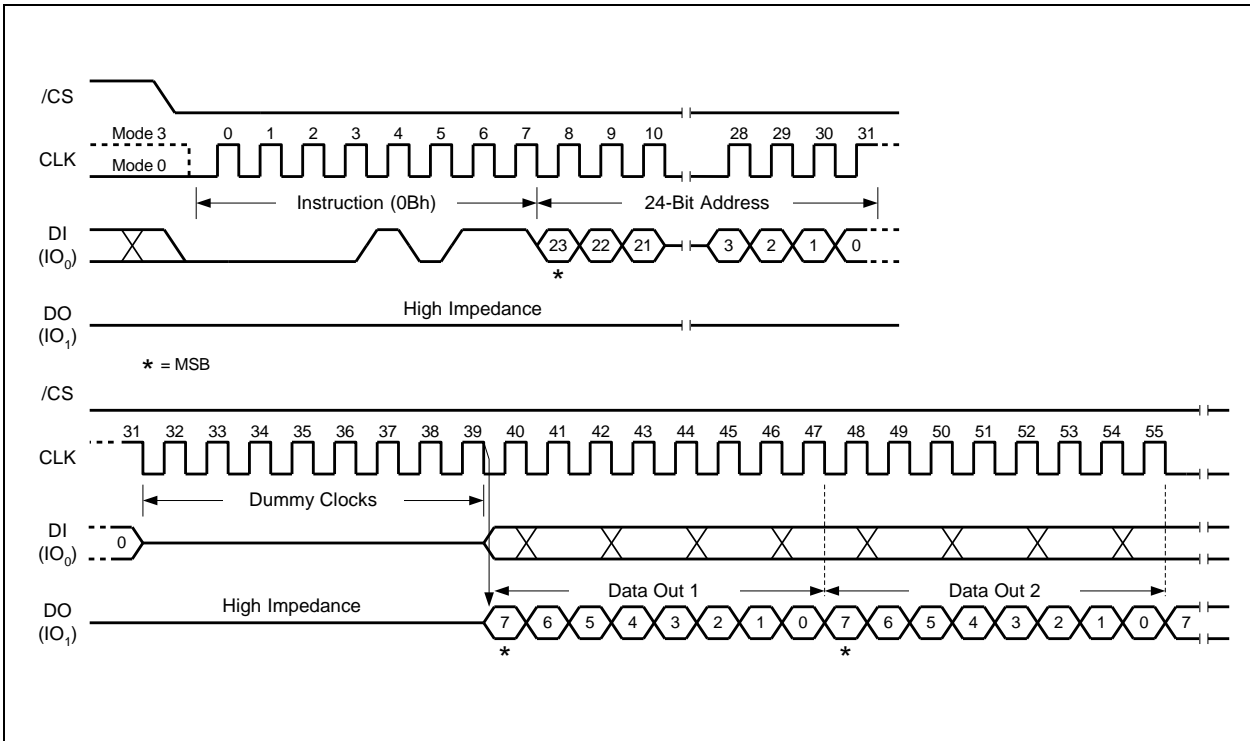 /CS
Mode 3 0 1 2 3 4 5 6 7 8 9 10 28 29 30 31
CLK
Mode 0
Instruction (0Bh) 24-Bit Address
DI
(IO0) 23 22 21 3 2 1 0
*
High Impedance
DO
(IO1)
* = MSB
/CS
31 32 33 34 35 36 37 38 39 40 41 42 43 44 45 46 47 48 49 50 51 52 53 54 55
CLK
Dummy Clocks
DI
(IO0) 0
Data Out 1 Data Out 2
High Impedance
DO
(IO1) 7 6 5 4 3 2 1 0 7 6 5 4 3 2 1 0 7
* *